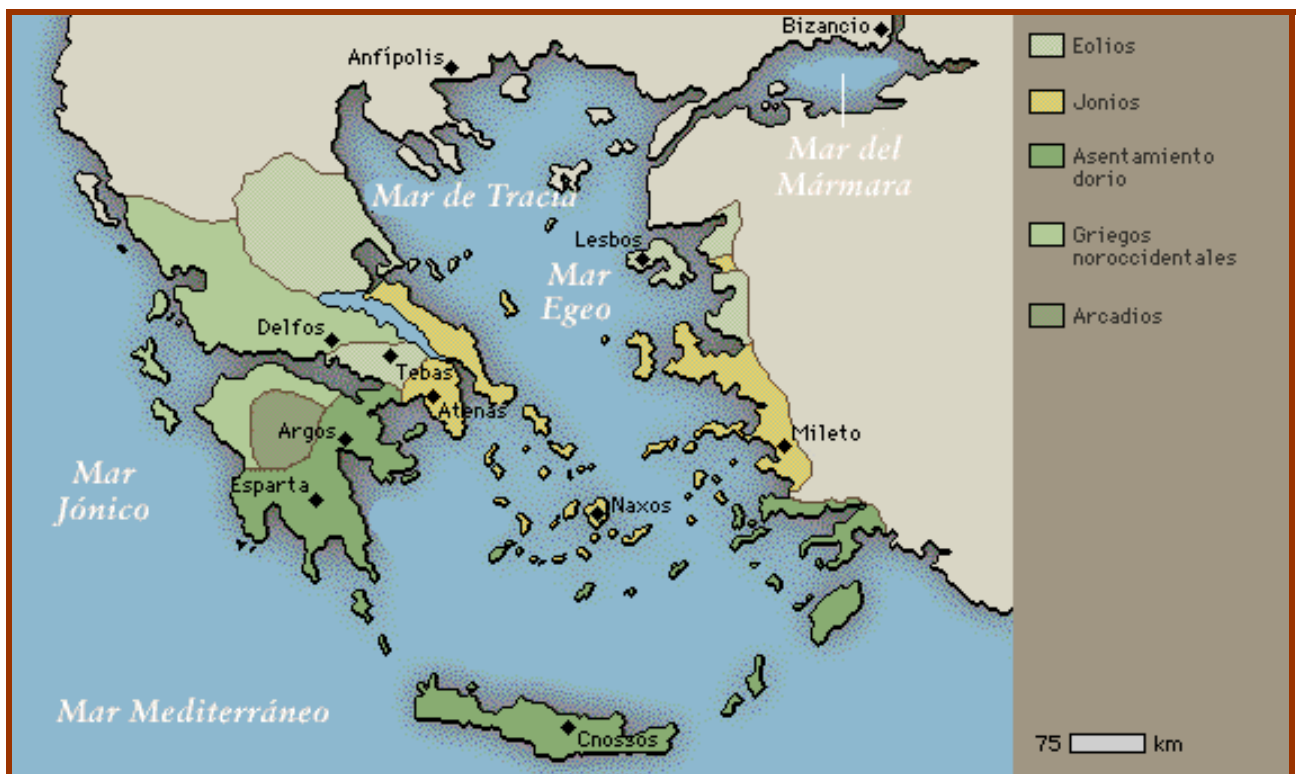 Bizancio
Anfípolis
Mar del
Mármara
Mar de Tracia
Lesbos
Mar
Egeo
Delfos
Tebas
Atenas
Argos
Mileto
Esparta
Mar
Jónico
Naxos
Mar Mediterráneo
Cnossos
Eolios
Jonios
Asentamiento
dorio
Griegos
noroccidentales
Arcadios
75 km